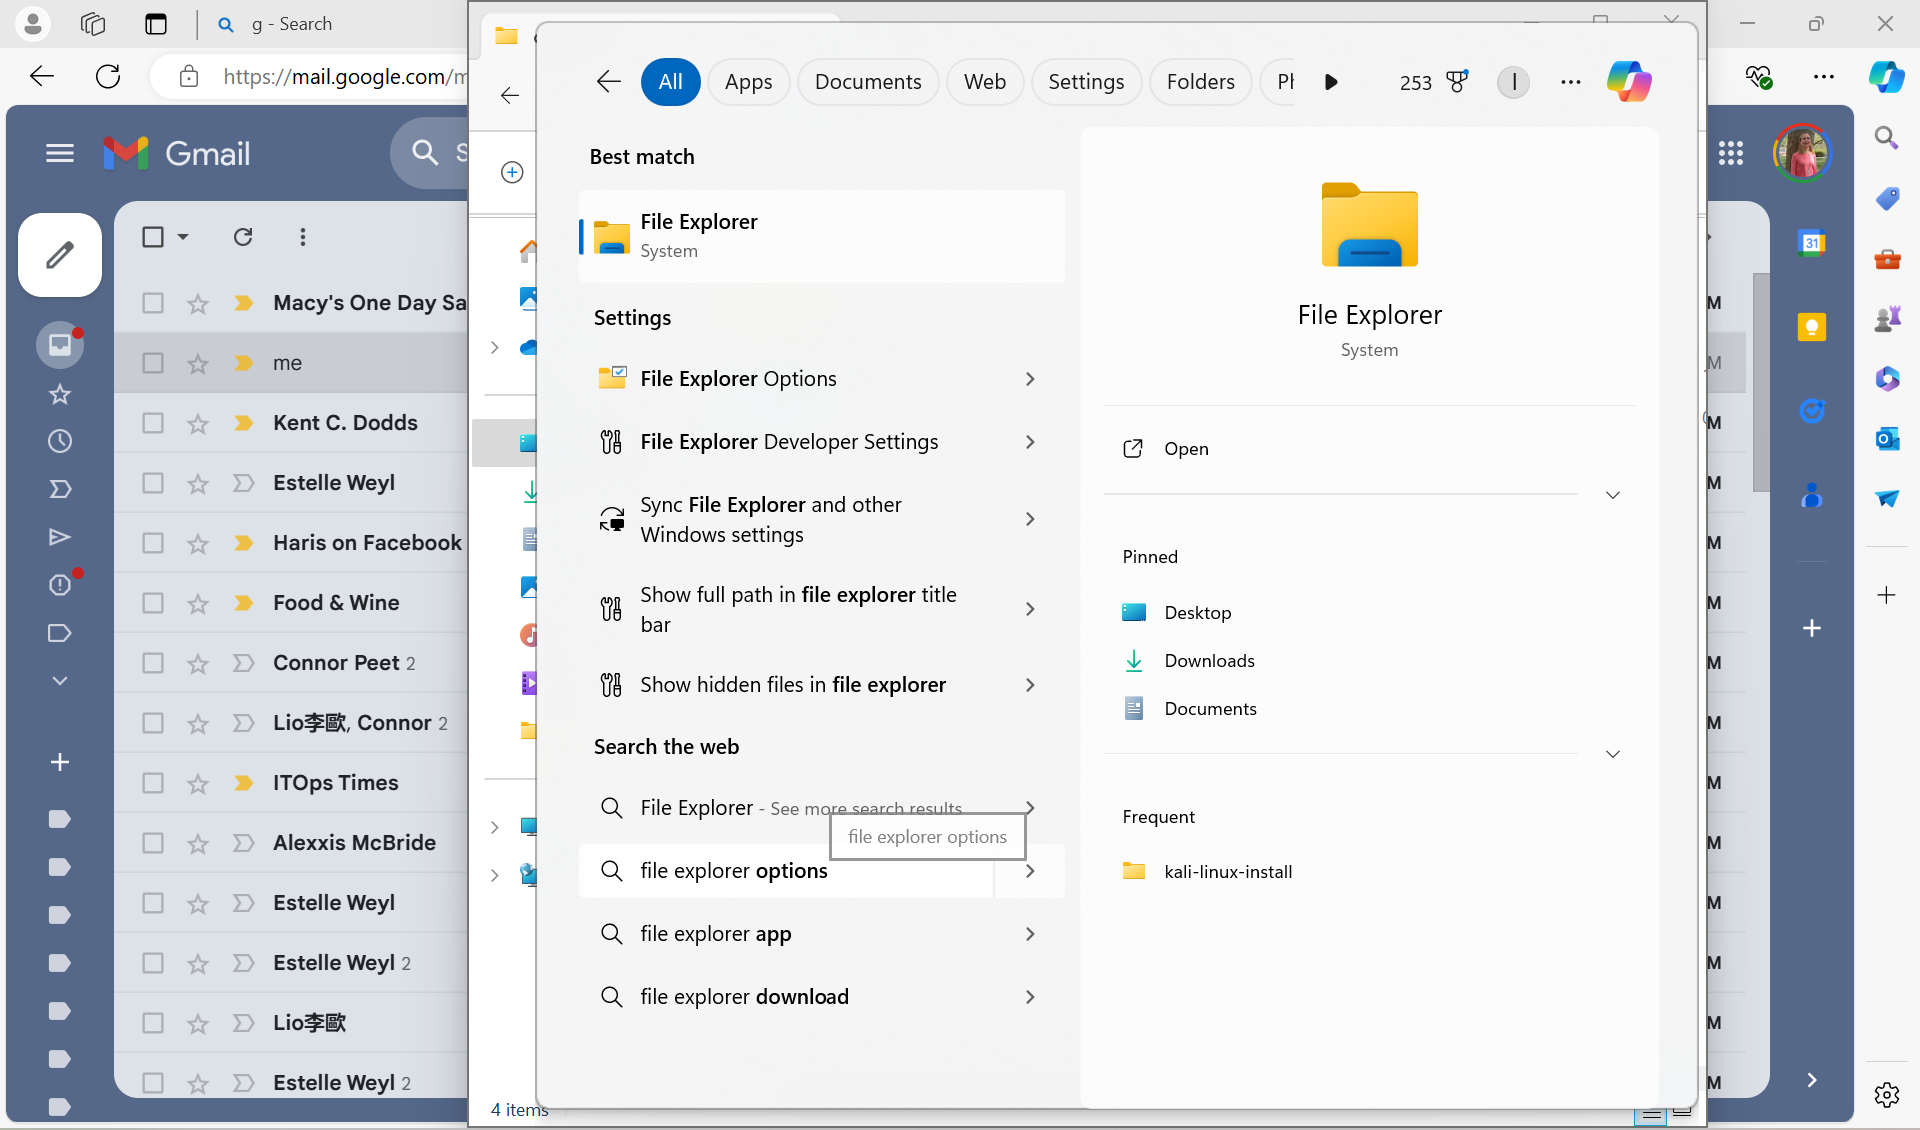 g - Search
https://mail.google.com/m
Gmail
S
Macy's One Day Sa
me
Kent C. Dodds
Estelle Weyl
Haris on Facebook
Food & Wine
Connor Peet 2
Lio李歐, Connor 2
ITOps Times
Alexxis McBride
Estelle Weyl
Estelle Weyl 2
Lio李歐
Estelle Weyl 2
4 items
All
Apps
Documents
Web
Settings
Folders
253
Best match
File Explorer
System
Settings
File Explorer Options
File Explorer Developer Settings
Sync File Explorer and other
Windows settings
Show full path in file explorer title
bar
Show hidden files in file explorer
Search the web
File Explorer - See more search results
file explorer options
file explorer options
file explorer app
file explorer download
File Explorer
System
Open
Pinned
Desktop
Downloads
Documents
Frequent
kali-linux-install
M
M
M
M
M
M
M
M
M
M
M
M
M
M
31